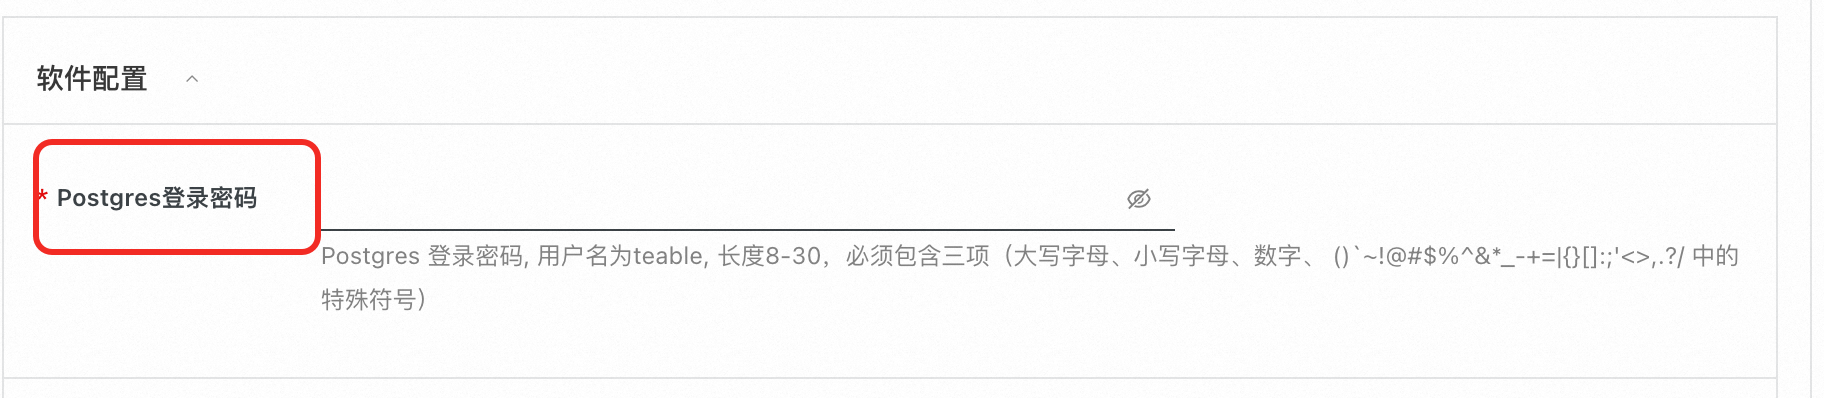 软件配置
* Postgres登录密码
Postgres 登录密码, 用户名为teable, 长度8-30，必须包含三项（大写字母、小写字母、数字、 ()`~!@#$%^&*_-+=|{}[]:;'<>,.?/ 中的
特殊符号）